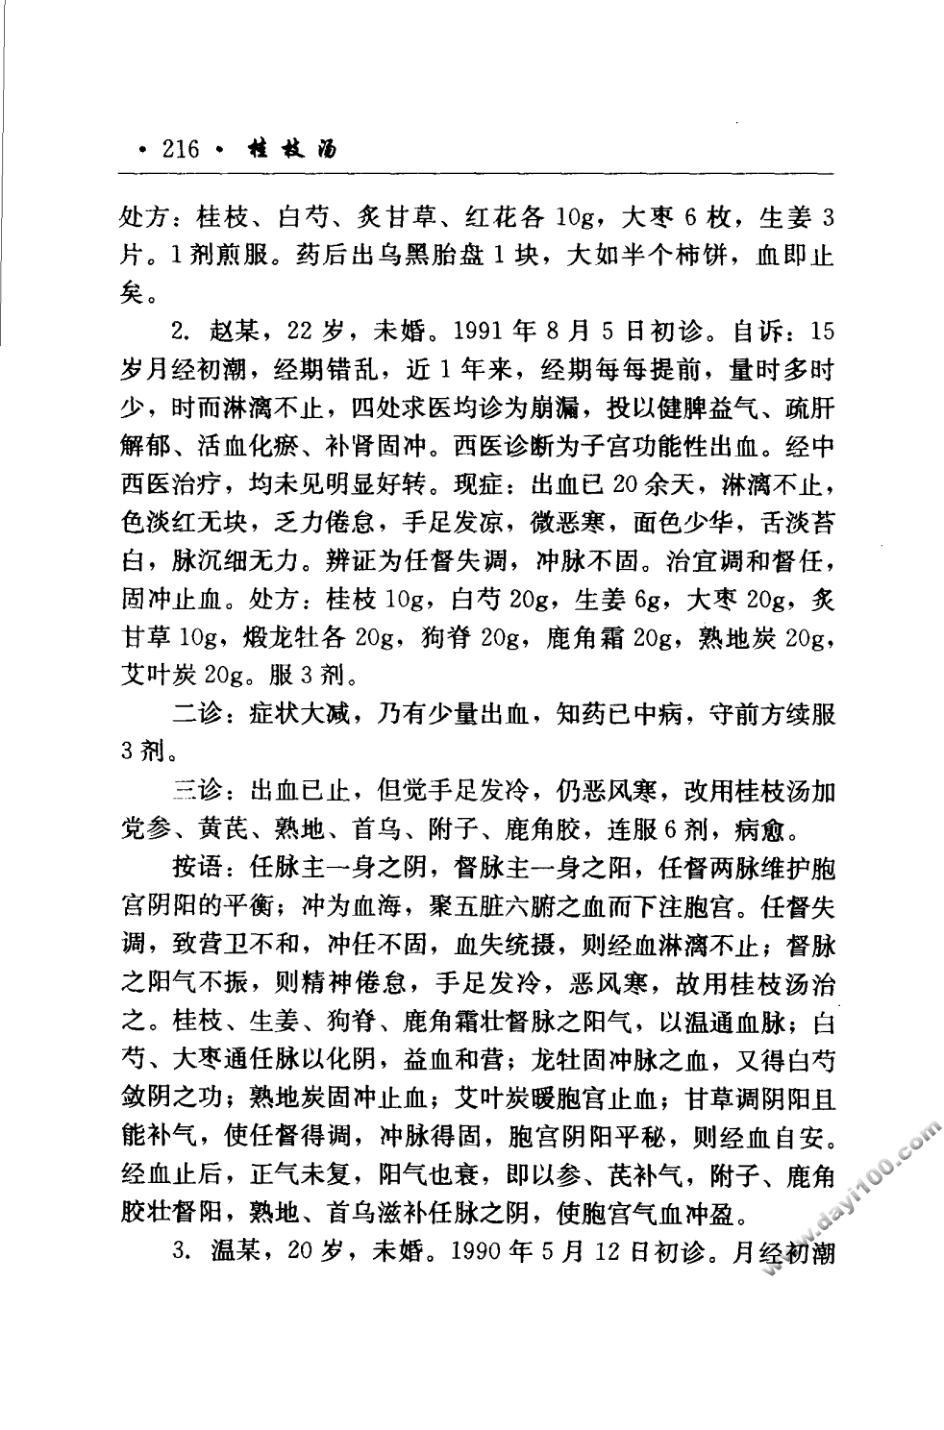 ·216· 桂枝汤
处方：桂枝、白芍、炙甘草、红花各 10g，大枣 6 枚，生姜 3
片。1 剂煎服。药后出乌黑胎盘 1 块，大如半个柿饼，血即止
矣。
2. 赵某，22 岁，未婚。1991 年 8 月 5 日初诊。自诉：15
岁月经初潮，经期错乱，近 1 年来，经期每每提前，量时多时
少，时而淋漓不止，四处求医均诊为崩漏，投以健脾益气、疏肝
解郁、活血化瘀、补肾固冲。西医诊断为子宫功能性出血。经中
西医治疗，均未见明显好转。现症：出血已 20 余天，淋漓不止，
色淡红无块，乏力倦怠，手足发凉，微恶寒，面色少华，舌淡苔
白，脉沉细无力。辨证为任督失调，冲脉不固。治宜调和督任，
固冲止血。处方：桂枝 10g，白芍 20g，生姜 6g，大枣 20g，炙
甘草 10g，煅龙牡各 20g，狗脊 20g，鹿角霜 20g，熟地炭 20g，
艾叶炭 20g。服 3 剂。
二诊：症状大减，乃有少量出血，知药已中病，守前方续服
3 剂。
三诊：出血已止，但觉手足发冷，仍恶风寒，改用桂枝汤加
党参、黄芪、熟地、首乌、附子、鹿角胶，连服 6 剂，病愈。
按语：任脉主一身之阴，督脉主一身之阳，任督两脉维护胞
宫阴阳的平衡；冲为血海，聚五脏六腑之血而下注胞宫。任督失
调，致营卫不和，冲任不固，血失统摄，则经血淋漓不止；督脉
之阳气不振，则精神倦怠，手足发冷，恶风寒，故用桂枝汤治
之。桂枝、生姜、狗脊、鹿角霜壮督脉之阳气，以温通血脉；白
芍、大枣通任脉以化阴，益血和营；龙牡固冲脉之血，又得白芍
敛阴之功；熟地炭固冲止血；艾叶炭暖胞宫止血；甘草调阴阳且
能补气，使任督得调，冲脉得固，胞宫阴阳平秘，则经血自安。
经血止后，正气未复，阳气也衰，即以参、芪补气，附子、鹿角
胶壮督阳，熟地、首乌滋补任脉之阴，使胞宫气血冲盈。
3. 温某，20 岁，未婚。1990 年 5 月 12 日初诊。月经初潮
www.dayi100.com